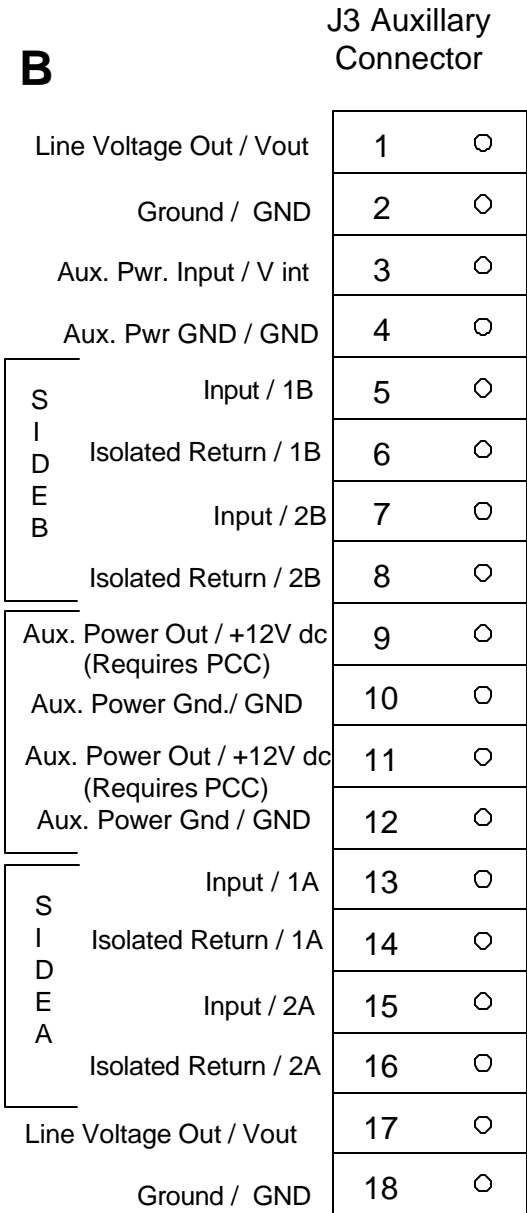 J3 Auxillary
Connector
B
Line Voltage Out / Vout 1
Ground / GND 2
Aux. Pwr. Input / V int 3
Aux. Pwr GND / GND 4
SIDE B
Input / 1B 5
Isolated Return / 1B 6
Input / 2B 7
Isolated Return / 2B 8
Aux. Power Out / +12V dc 9
(Requires PCC)
Aux. Power Gnd./ GND 10
Aux. Power Out / +12V dc 11
(Requires PCC)
Aux. Power Gnd / GND 12
SIDE A
Input / 1A 13
Isolated Return / 1A 14
Input / 2A 15
Isolated Return / 2A 16
Line Voltage Out / Vout 17
Ground / GND 18